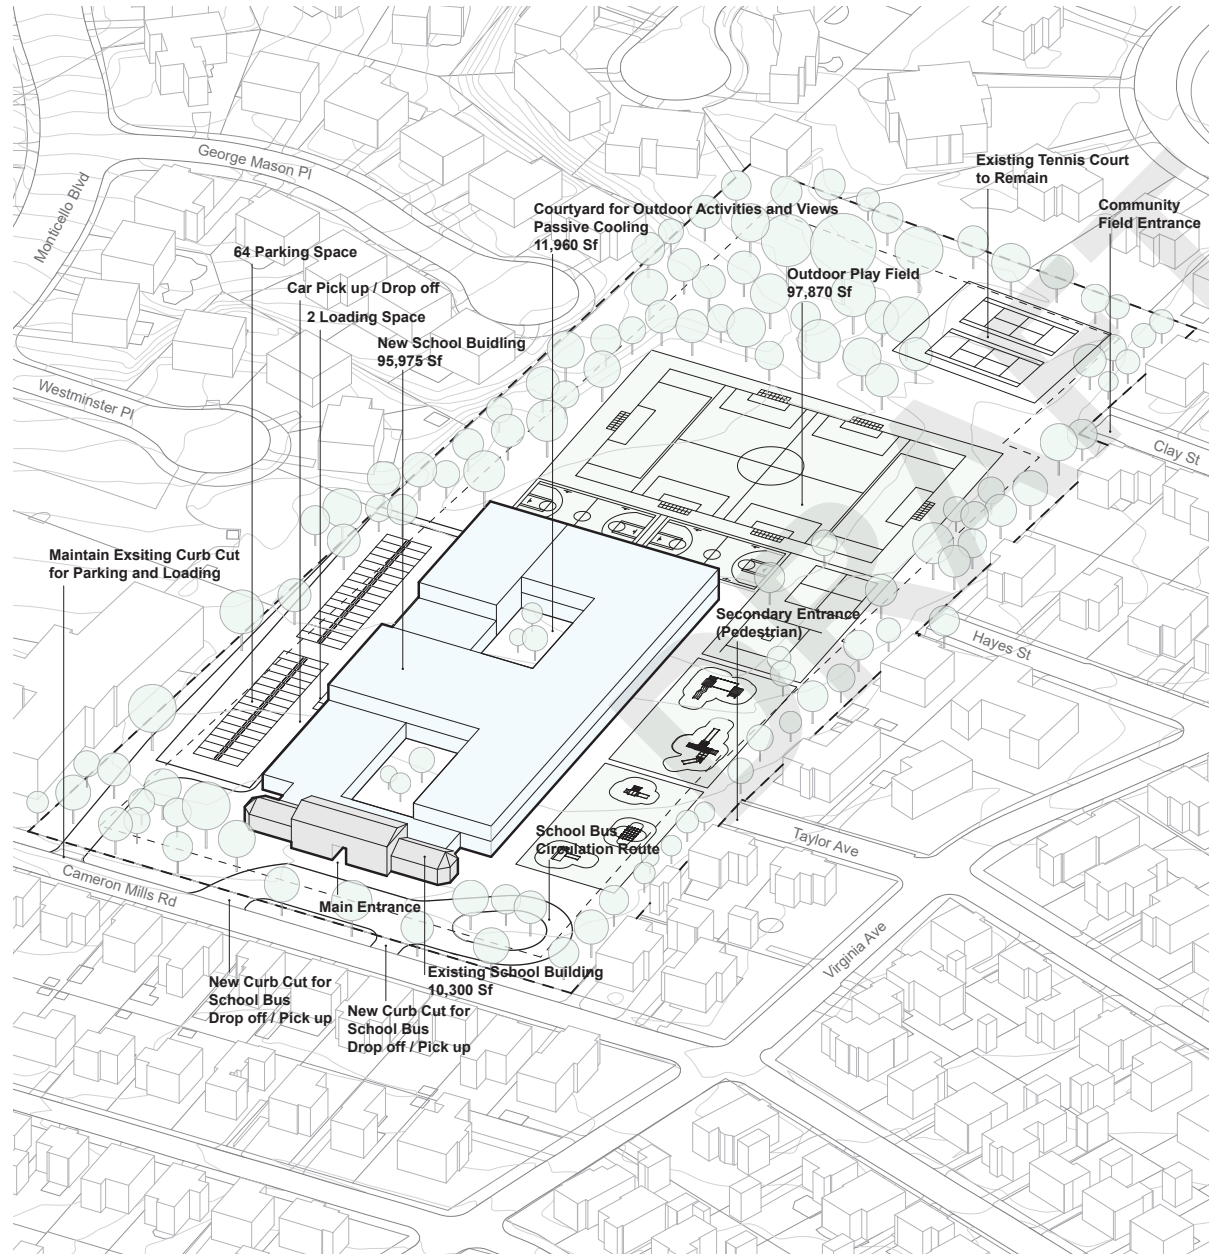 George Mason Pl
Monticello Blvd
Existing Tennis Court
to Remain
Community
Field Entrance
Courtyard for Outdoor Activities and Views
Passive Cooling
11,960 Sf
64 Parking Space
Car Pick up / Drop off
2 Loading Space
New School Buidling
95,975 Sf
Outdoor Play Field
97,870 Sf
Westminster Pl
Clay St
Maintain Exsiting Curb Cut
for Parking and Loading
Secondary Entrance
(Pedestrian)
Hayes St
Taylor Ave
School Bus
Circulation Route
Cameron Mills Rd
Main Entrance
Virginia Ave
Existing School Building
10,300 Sf
New Curb Cut for
School Bus
Drop off / Pick up
New Curb Cut for
School Bus
Drop off / Pick up
DRAFT